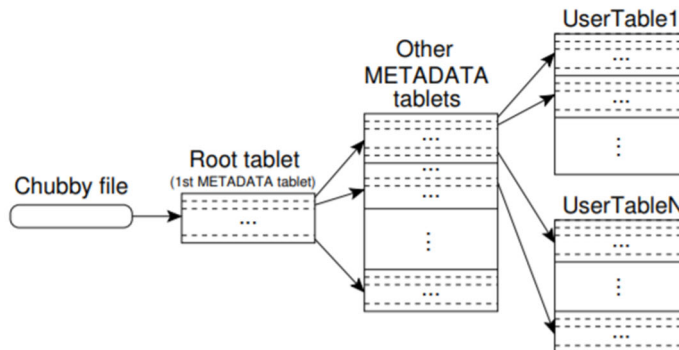 UserTable1
Other
METADATA
tablets
Root tablet
(1st METADATA tablet)
Chubby file
UserTableN
...
...
...
...
...
...
...
...
...
⋮
⋮
⋮